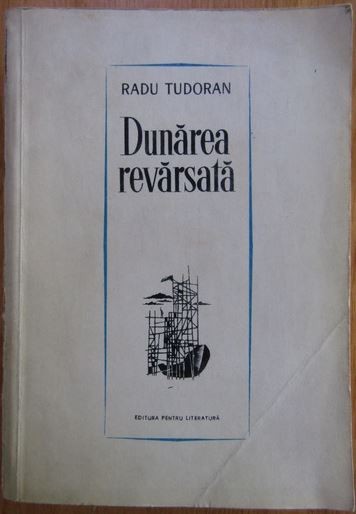 RADU TUDORAN
Dunărea
revărsată
EDITURA PENTRU LITERATURĂ